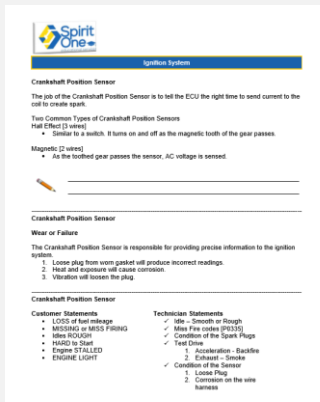 Spirit
One
Ignition System
Crankshaft Position Sensor
The job of the Crankshaft Position Sensor is to tell the ECU the right time to send current to the
coil to create spark.
Two Common Types of Crankshaft Position Sensors
Hall Effect [3 wires]
• Similar to a switch. It turns on and off as the magnetic tooth of the gear passes.
Magnetic [2 wires]
• As the toothed gear passes the sensor, AC voltage is sensed.
Crankshaft Position Sensor
Wear or Failure
The Crankshaft Position Sensor is responsible for providing precise information to the ignition
system.
1. Loose plug from worn gasket will produce incorrect readings.
2. Heat and exposure will cause corrosion.
3. Vibration will loosen the plug.
Crankshaft Position Sensor
Customer Statements
• LOSS of fuel mileage
• MISSING or MISS FIRING
• Idles ROUGH
• HARD to Start
• Engine STALLED
• ENGINE LIGHT
Technician Statements
✓ Idle – Smooth or Rough
✓ Miss Fire codes [P0335]
✓ Condition of the Spark Plugs
✓ Test Drive
1. Acceleration - Backfire
2. Exhaust – Smoke
✓ Condition of the Sensor
1. Loose Plug
2. Corrosion on the wire
harness